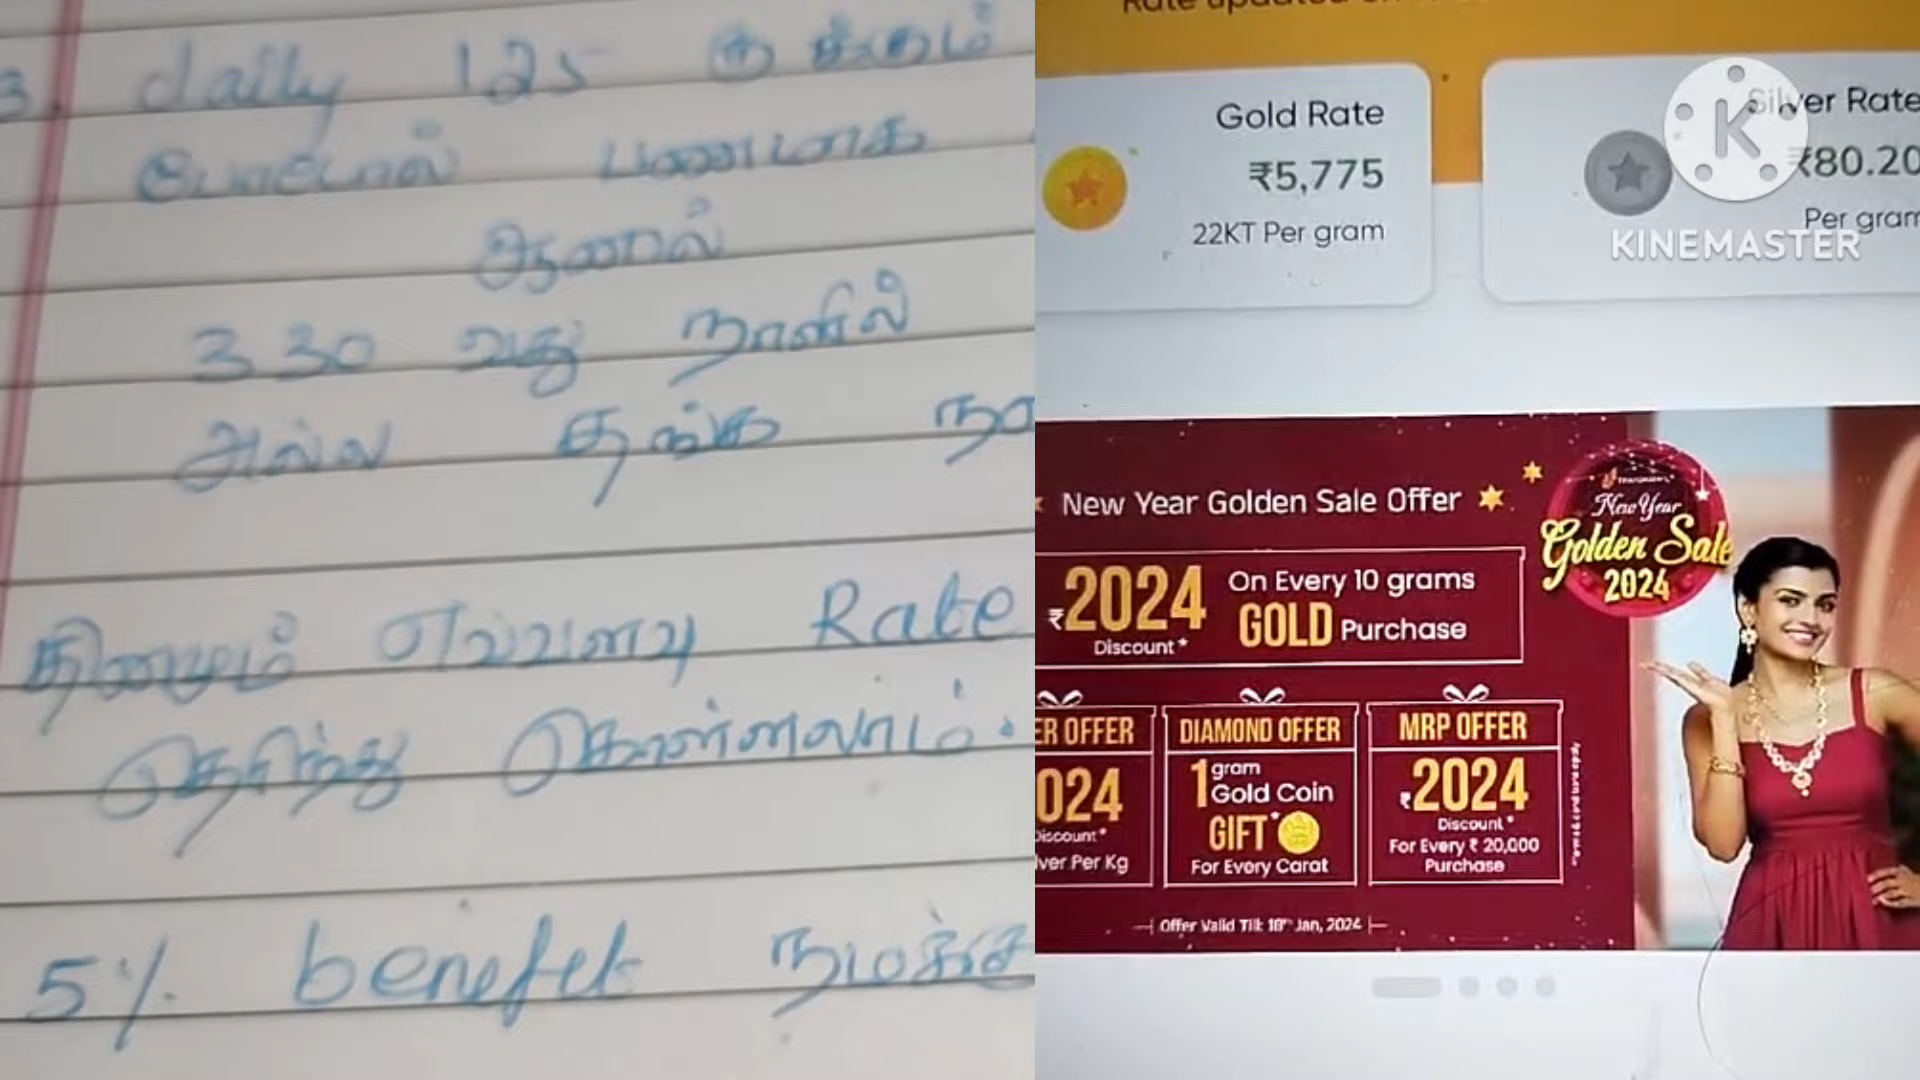 3. daily 125 ரூக்கும்
போட்டால் பணமாக
ஆனால்
330 வது நாளில்
அல்ல தங்க
தினமும் எவ்வளவு Rate
தெரிந்து கொள்ளலாம்.
5% benefit
Rate updated
Gold Rate
₹5,775
22KT Per gram
Silver Rate
₹80.20
Per gram
K
KINEMASTER
New Year Golden Sale Offer
₹2024
Discount*
On Every 10 grams
GOLD Purchase
New Year
Golden Sale
2024
ER OFFER
024
Discount*
lver Per Kg
DIAMOND OFFER
1 gram
Gold Coin
GIFT*
For Every Carat
MRP OFFER
₹2024
Discount*
For Every ₹ 20,000
Purchase
Offer Valid Till: 18th Jan, 2024